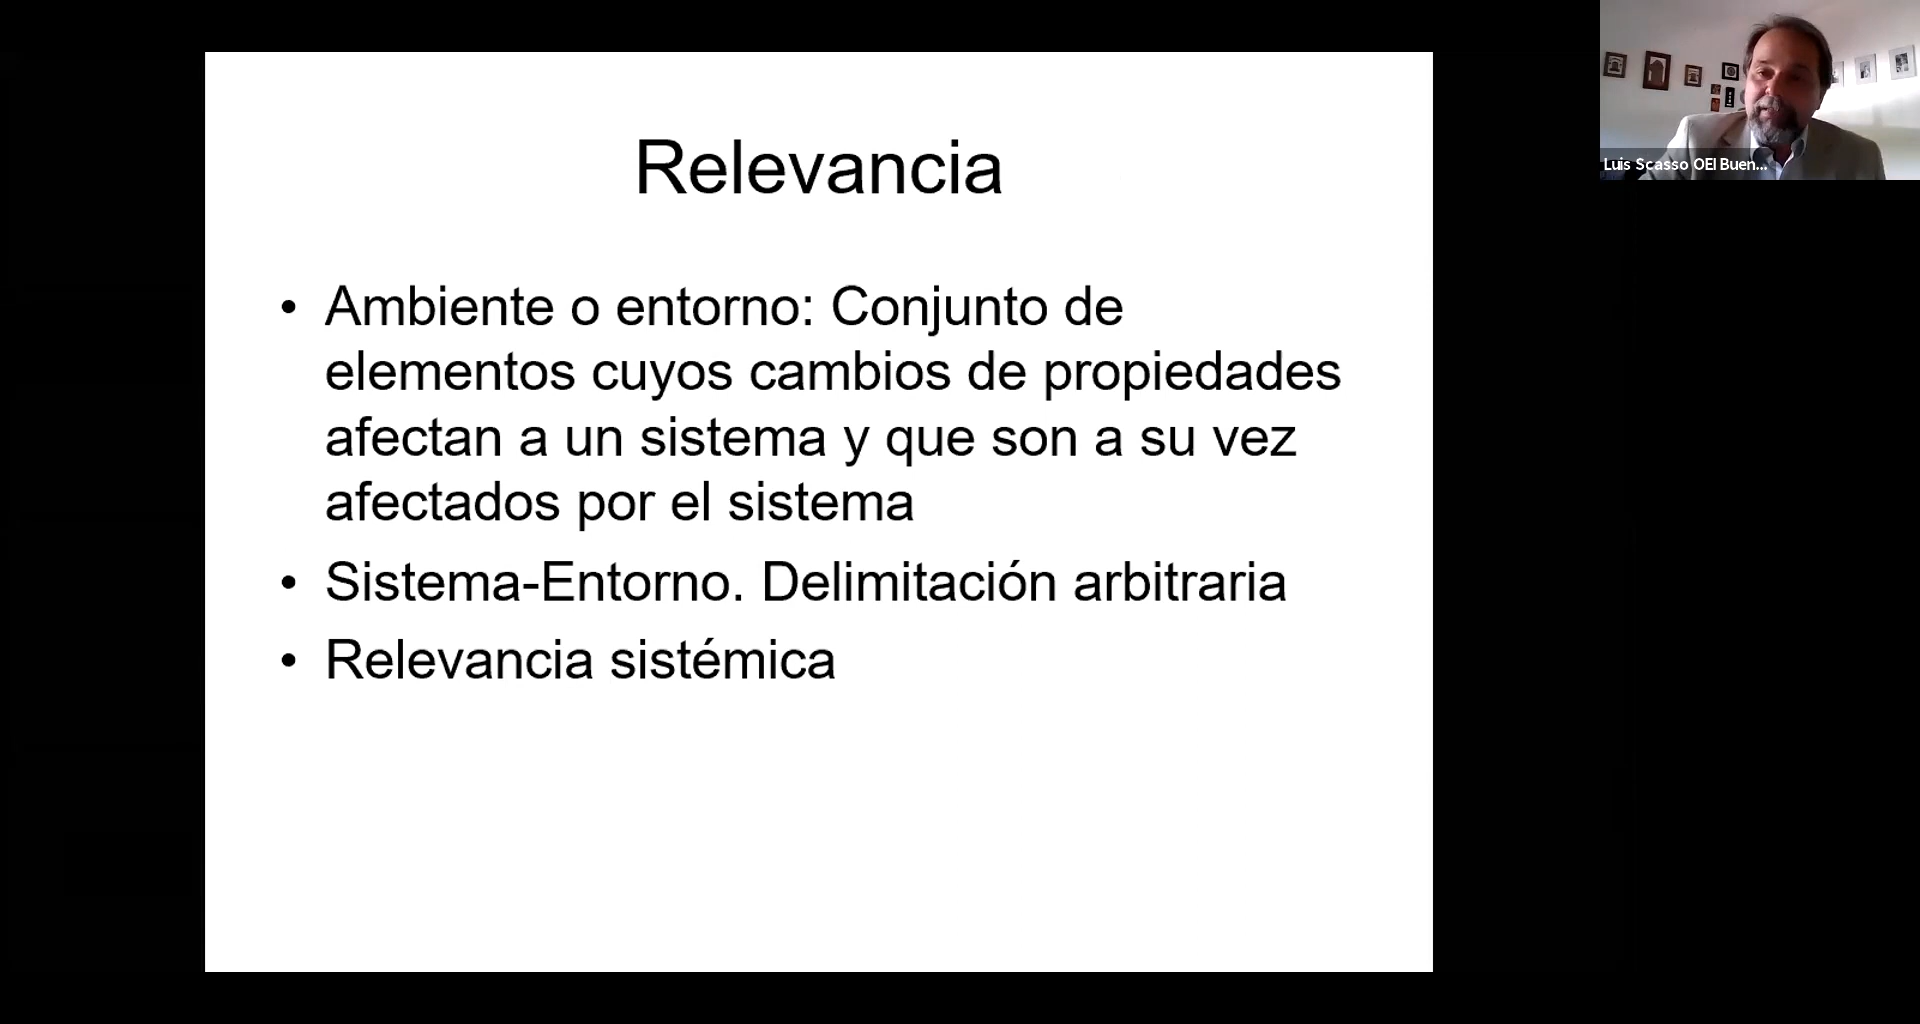 Relevancia
• Ambiente o entorno: Conjunto de
elementos cuyos cambios de propiedades
afectan a un sistema y que son a su vez
afectados por el sistema
• Sistema-Entorno. Delimitación arbitraria
• Relevancia sistémica
Luis Scasso OEI Buen...